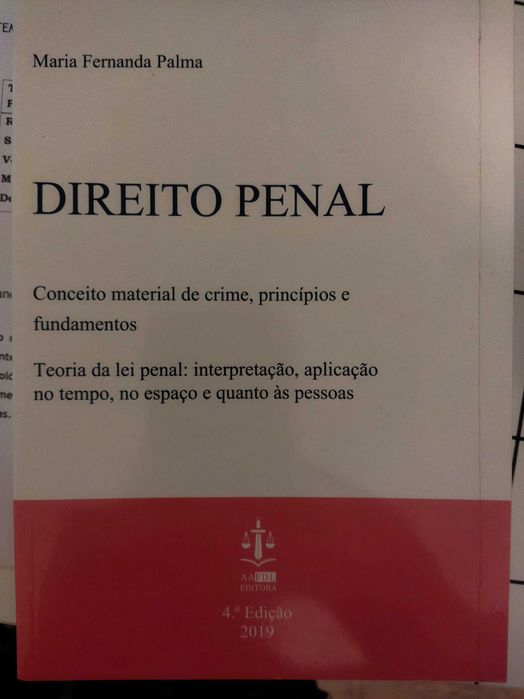 Maria Fernanda Palma
DIREITO PENAL
Conceito material de crime, princípios e
fundamentos
Teoria da lei penal: interpretação, aplicação
no tempo, no espaço e quanto às pessoas
AAFDL
EDITORA
4.ª Edição
2019